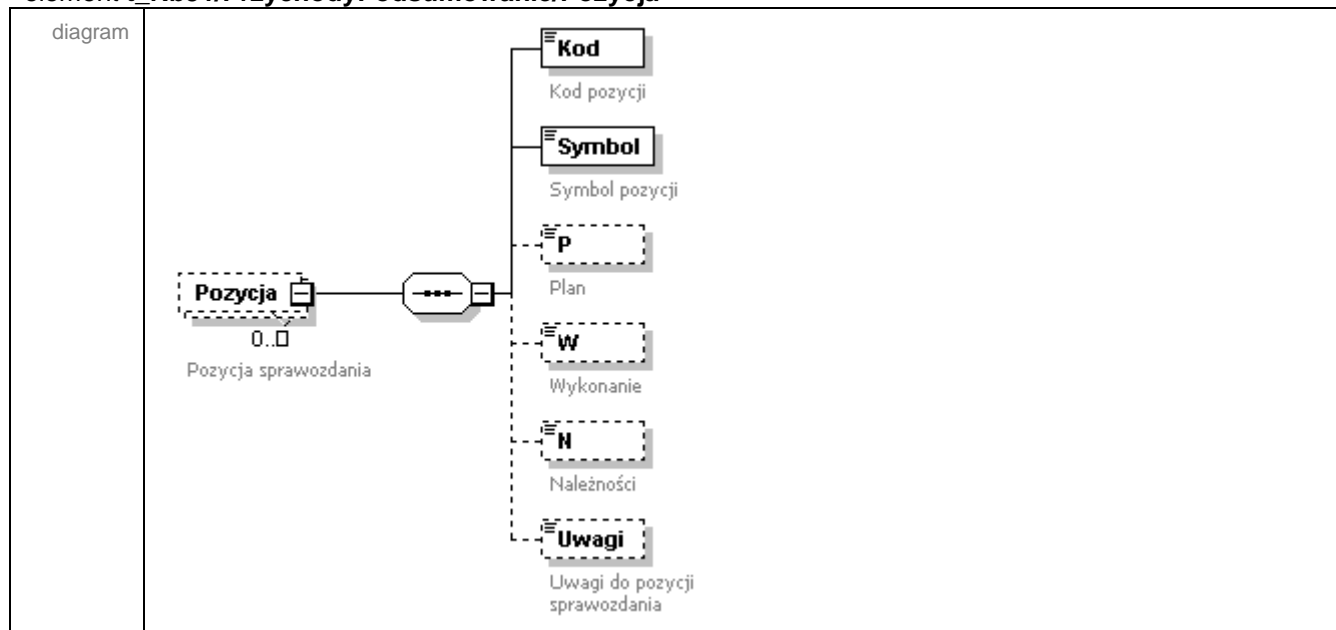 diagram
Kod
Kod pozycji
Symbol
Symbol pozycji
P
Plan
Pozycja
0..
Pozycja sprawozdania
W
Wykonanie
N
Należności
Uwagi
Uwagi do pozycji
sprawozdania